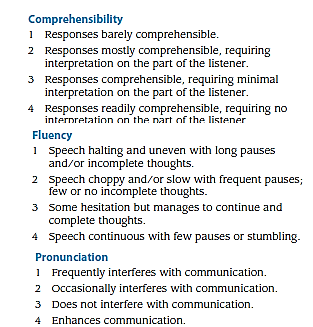 Comprehensibility
1 Responses barely comprehensible.
2 Responses mostly comprehensible, requiring
interpretation on the part of the listener.
3 Responses comprehensible, requiring minimal
interpretation on the part of the listener.
4 Responses readily comprehensible, requiring no
interpretation on the part of the listener
Fluency
1 Speech halting and uneven with long pauses
and/or incomplete thoughts.
2 Speech choppy and/or slow with frequent pauses;
few or no incomplete thoughts.
3 Some hesitation but manages to continue and
complete thoughts.
4 Speech continuous with few pauses or stumbling.
Pronunciation
1 Frequently interferes with communication.
2 Occasionally interferes with communication.
3 Does not interfere with communication.
4 Enhances communication.